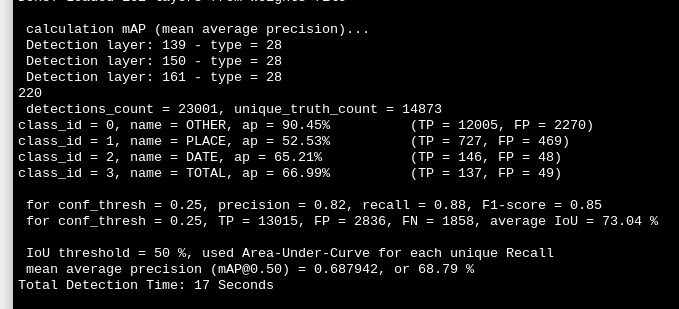 calculation mAP (mean average precision)...
Detection layer: 139 - type = 28
Detection layer: 150 - type = 28
Detection layer: 161 - type = 28
220
detections_count = 23001, unique_truth_count = 14873
class_id = 0, name = OTHER, ap = 90.45% (TP = 12005, FP = 2270)
class_id = 1, name = PLACE, ap = 52.53% (TP = 727, FP = 469)
class_id = 2, name = DATE, ap = 65.21% (TP = 146, FP = 48)
class_id = 3, name = TOTAL, ap = 66.99% (TP = 137, FP = 49)
for conf_thresh = 0.25, precision = 0.82, recall = 0.88, F1-score = 0.85
for conf_thresh = 0.25, TP = 13015, FP = 2836, FN = 1858, average IoU = 73.04 %
IoU threshold = 50 %, used Area-Under-Curve for each unique Recall
mean average precision (mAP@0.50) = 0.687942, or 68.79 %
Total Detection Time: 17 Seconds